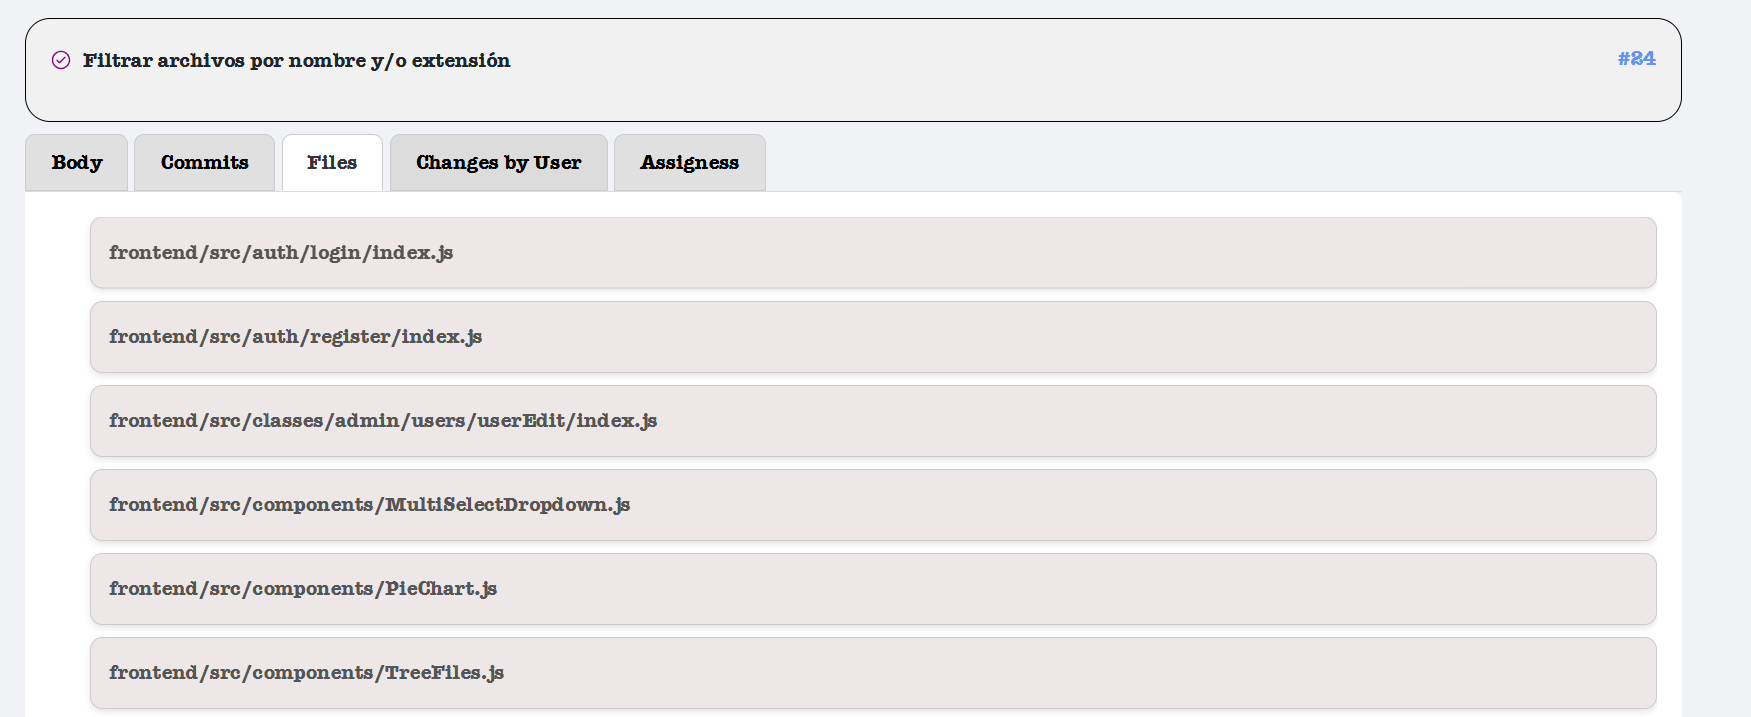 Filtrar archivos por nombre y/o extensión
#24
Body Commits Files Changes by User Assigness
frontend/src/auth/login/index.js
frontend/src/auth/register/index.js
frontend/src/classes/admin/users/userEdit/index.js
frontend/src/components/MultiSelectDropdown.js
frontend/src/components/PieChart.js
frontend/src/components/TreeFiles.js